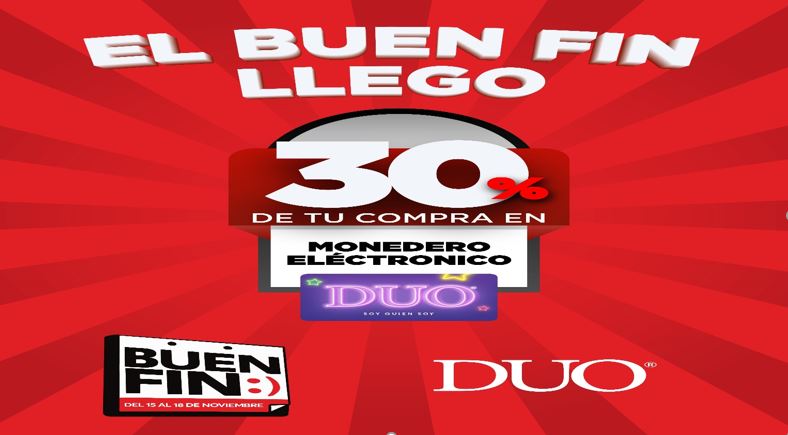 EL BUEN FIN
LLEGO
30%
DE TU COMPRA EN
MONEDERO
ELÉCTRONICO
DUO
SOY QUIEN SOY
BUEN
FIN:)
DEL 15 AL 18 DE NOVIEMBRE
DUO®